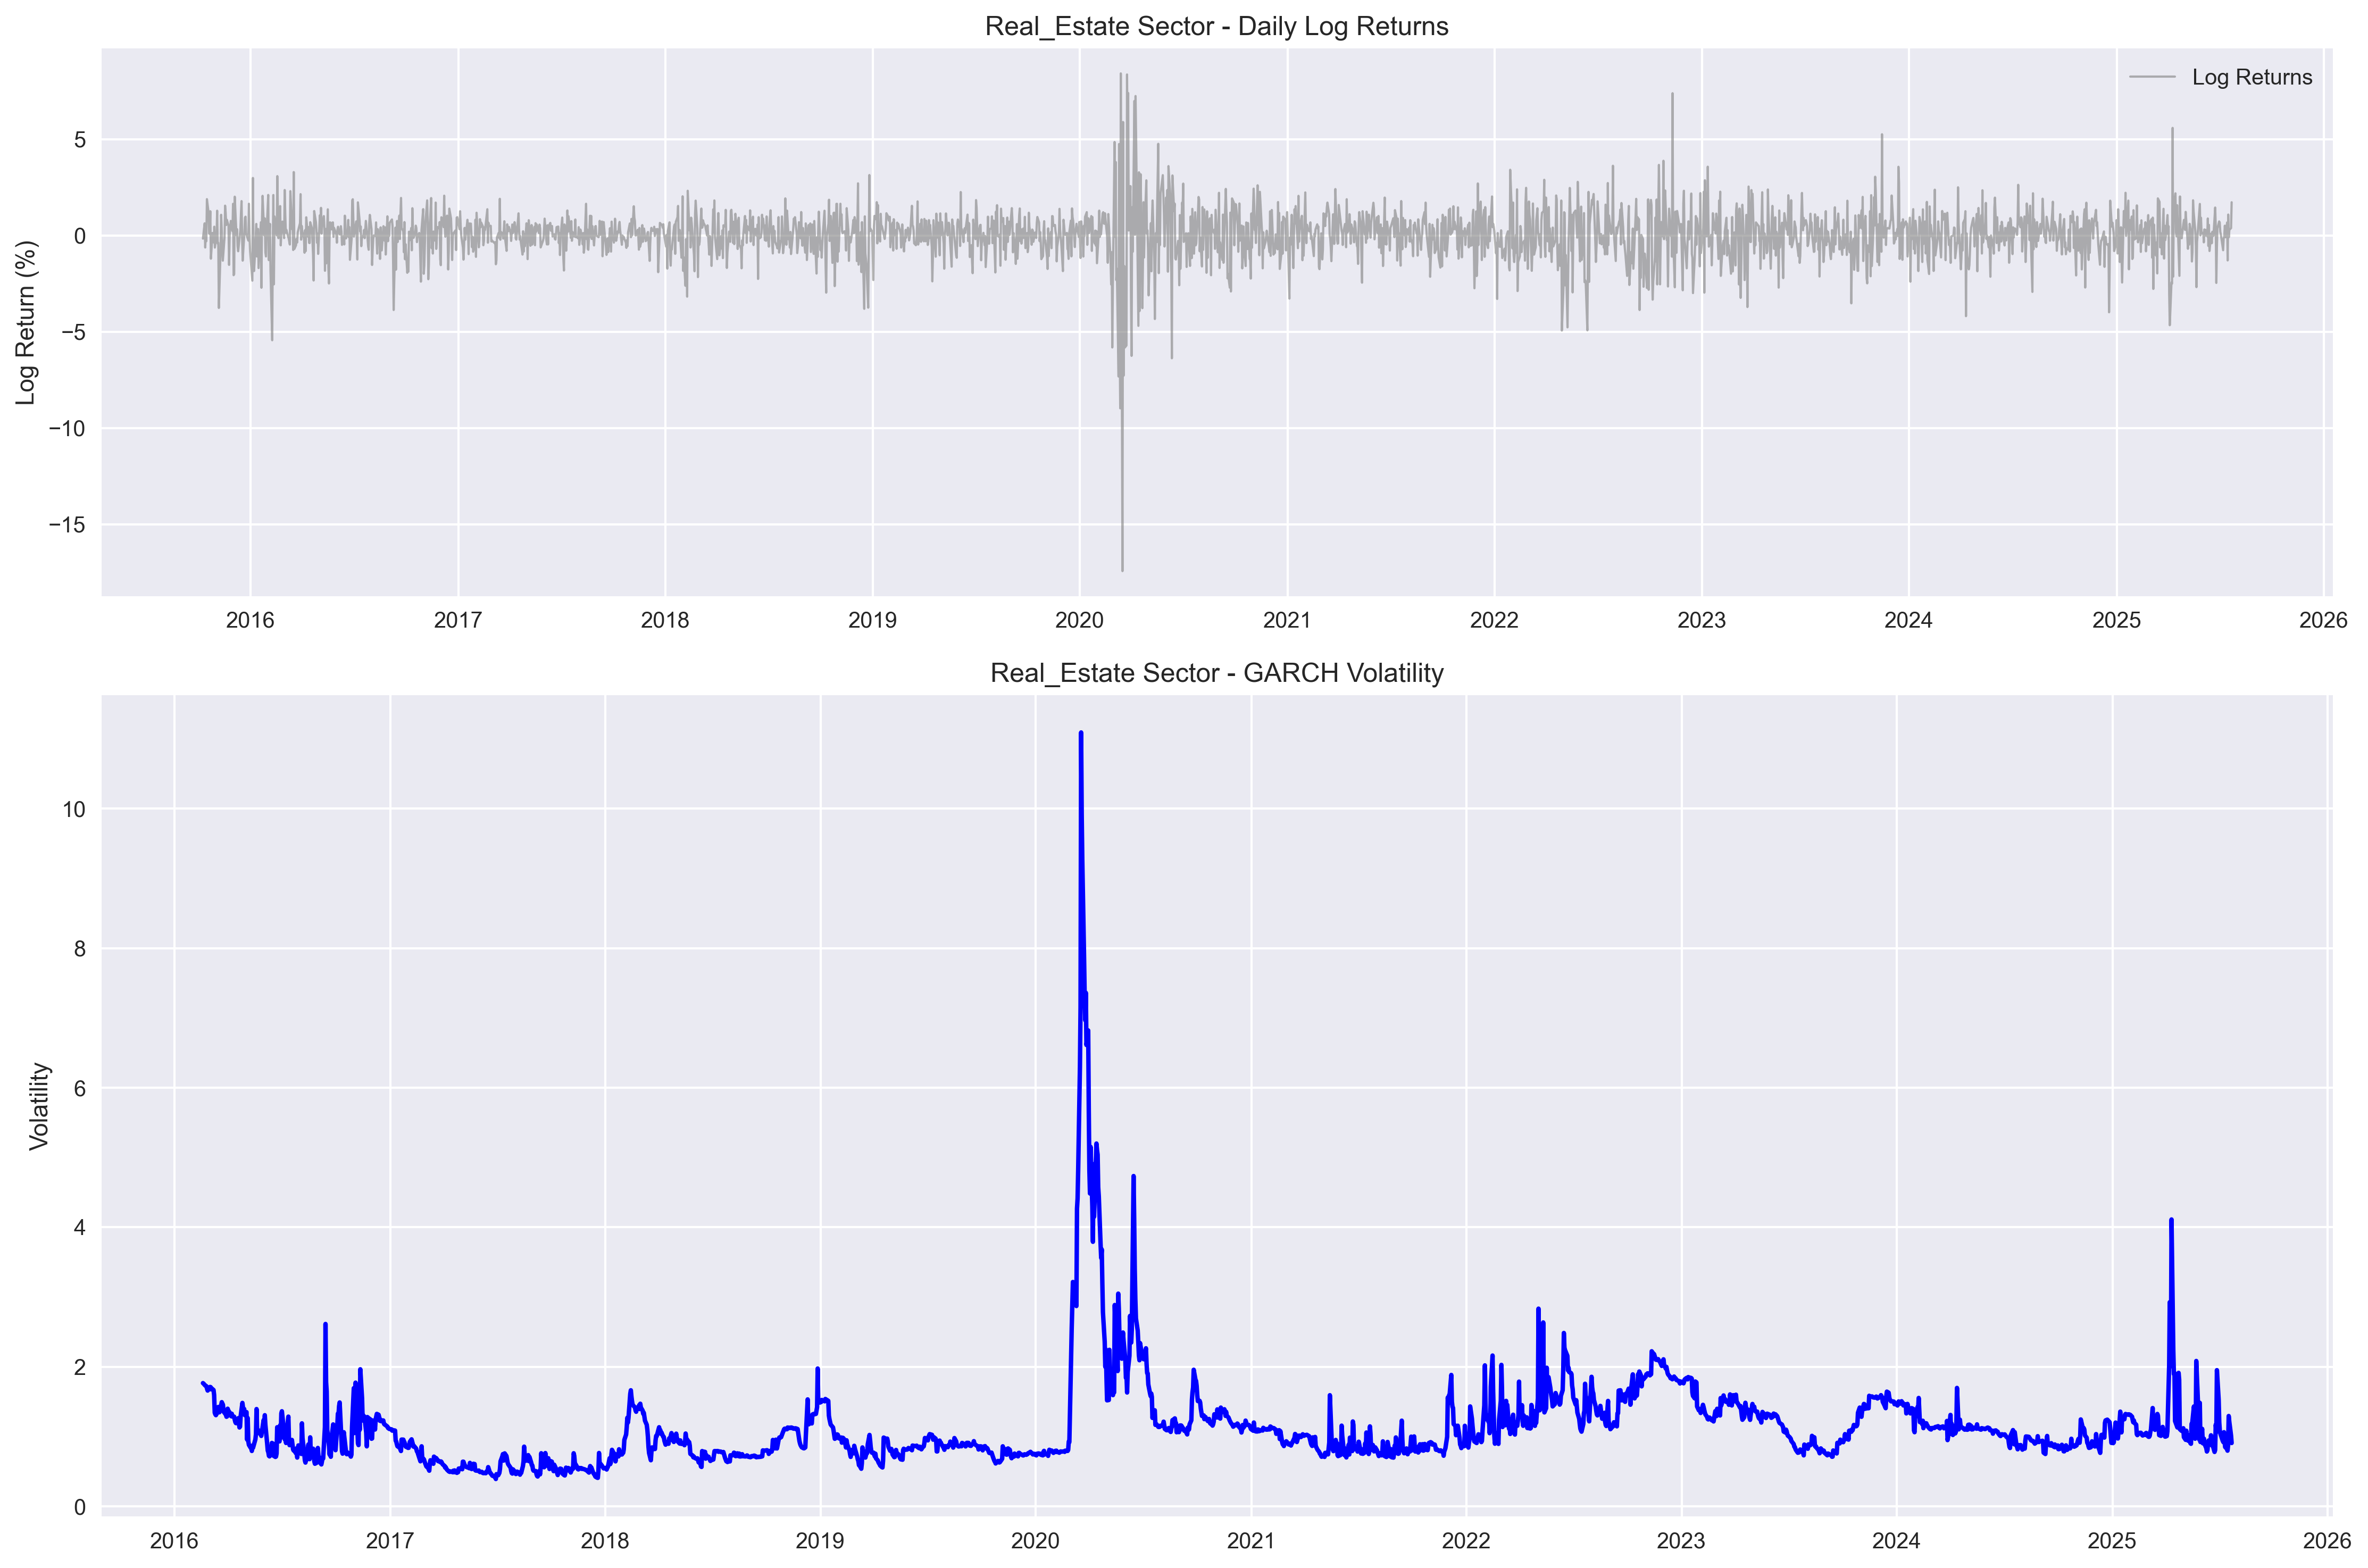 Real_Estate Sector - Daily Log Returns
Log Returns
Log Return (%)
5
0
−5
−10
−15
2016 2017 2018 2019 2020 2021 2022 2023 2024 2025 2026
Real_Estate Sector - GARCH Volatility
Volatility
10
8
6
4
2
0
2016 2017 2018 2019 2020 2021 2022 2023 2024 2025 2026